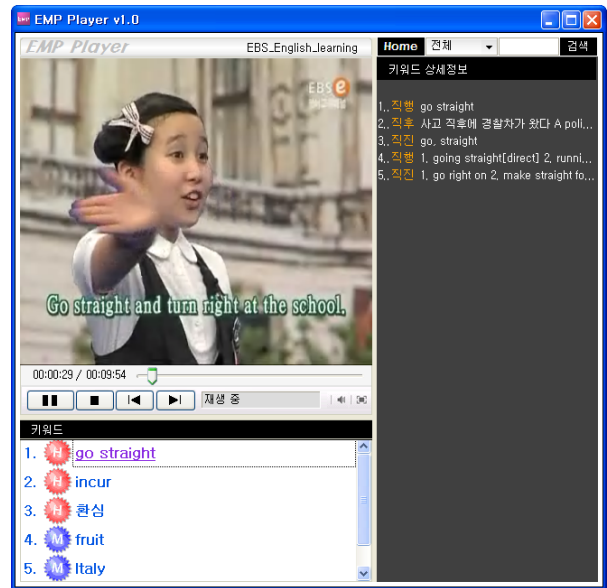 EMP Player v1.0
EMP Player
EBS_English_learning
Home 전체 검색
EBS e
Go straight and turn right at the school.
00:00:29 / 00:09:54
재생 중
키워드
1. H go straight
2. H incur
3. H 환심
4. M fruit
5. M Italy
키워드 상세정보
1,.직행 go straight
2,.직후 사고 직후에 경찰차가 왔다 A poli,,,
3,.직진 go, straight
4,.직행 1, going straight[direct] 2, runni,,,
5,.직진 1, go right on 2, make straight fo,,,